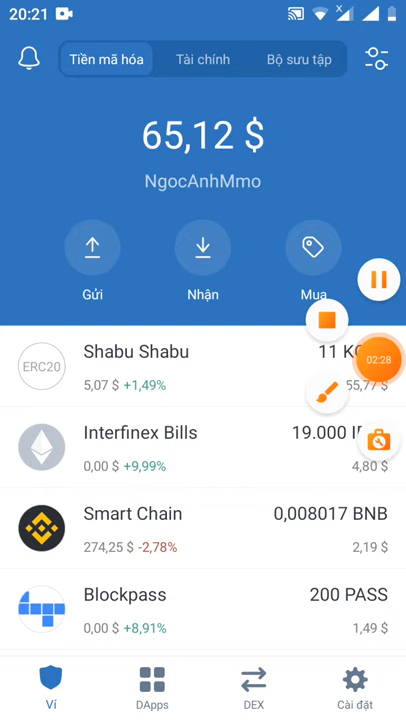 20:21
Tiền mã hóa Tài chính Bộ sưu tập
65,12 $
NgocAnhMmo
Gửi Nhận Mua
02:28
ERC20
Shabu Shabu 11
5,07 $ +1,49% 55,77 $
Interfinex Bills 19.000
0,00 $ +9,99% 4,80 $
Smart Chain 0,008017 BNB
274,25 $ -2,78% 2,19 $
Blockpass 200 PASS
0,00 $ +8,91% 1,49 $
Ví DApps DEX Cài đặt